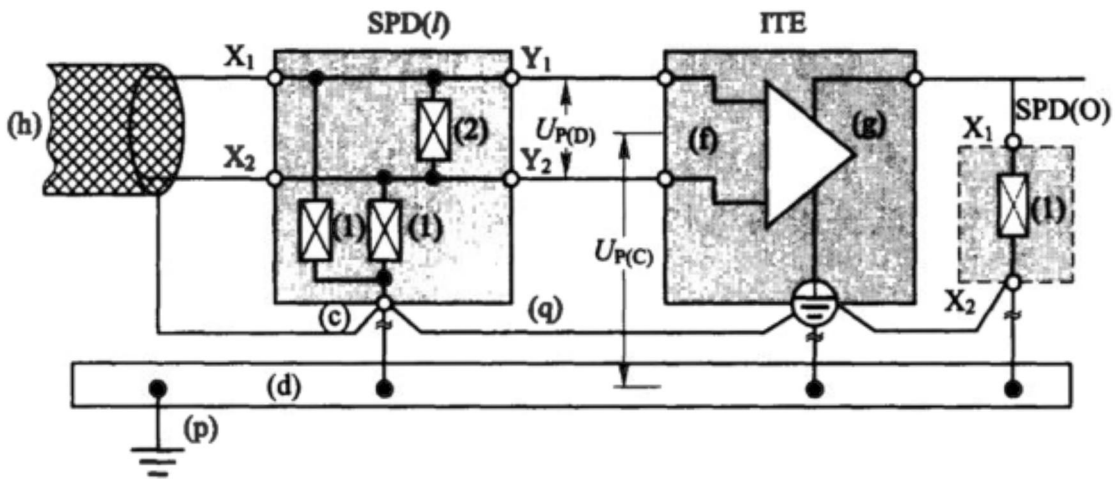 SPD(l)
ITE
X1
Y1
SPD(O)
(h)
(2)
UP(D)
(f)
(g)
X1
X2
Y2
(1)
(1)
(1)
UP(C)
X2
(c)
(q)
(d)
(p)